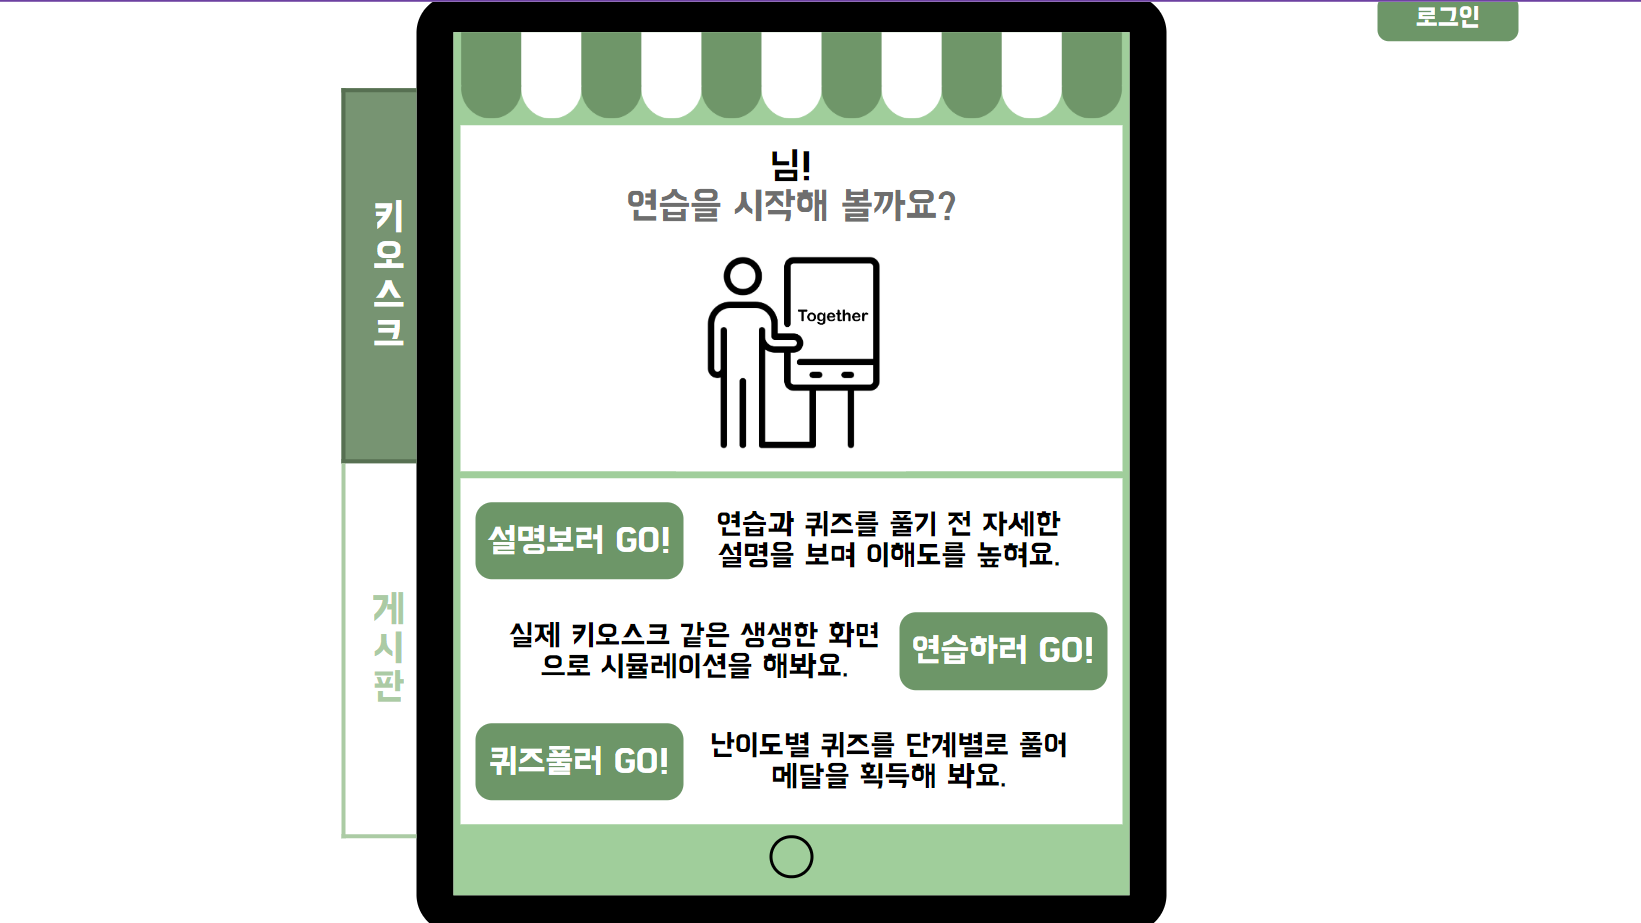 로그인
키오스크
게시판
님!
연습을 시작해 볼까요?
Together
설명보러 GO!
연습과 퀴즈를 풀기 전 자세한
설명을 보며 이해도를 높혀요.
실제 키오스크 같은 생생한 화면
으로 시뮬레이션을 해봐요.
연습하러 GO!
퀴즈풀러 GO!
난이도별 퀴즈를 단계별로 풀어
메달을 획득해 봐요.